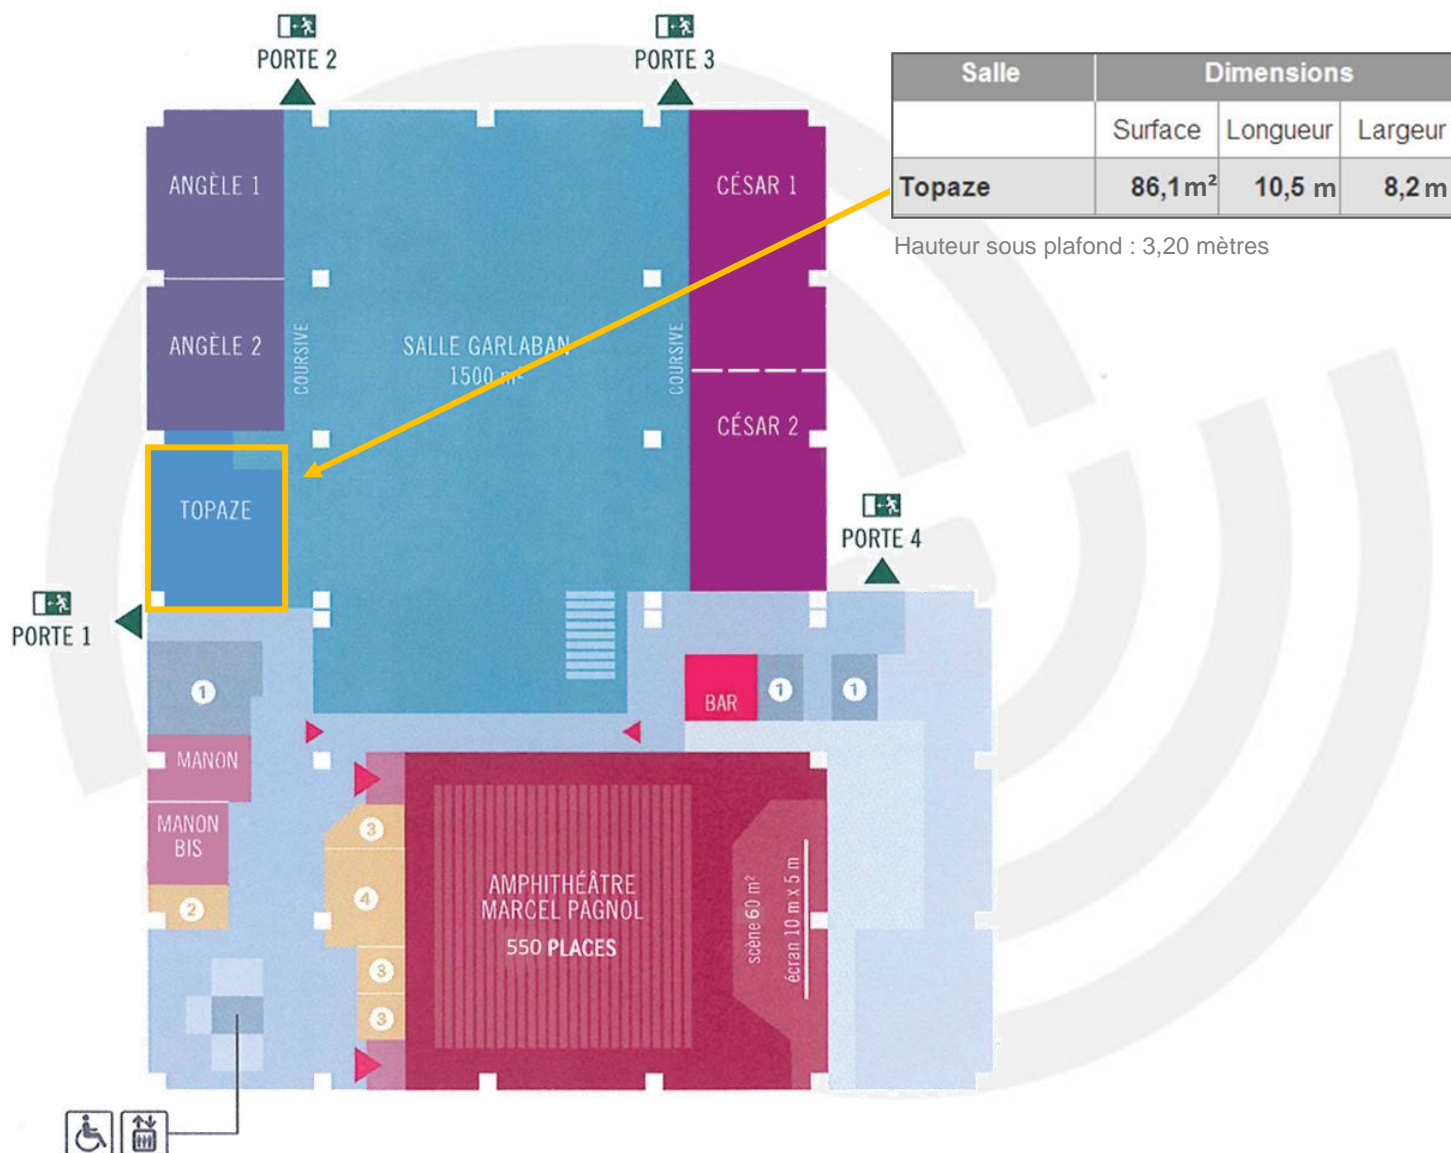 PORTE 2
PORTE 3
Salle Dimensions
Surface Longueur Largeur
Topaze 86,1 m² 10,5 m 8,2 m
Hauteur sous plafond : 3,20 mètres
ANGÈLE 1
CÉSAR 1
ANGÈLE 2
COURSIVE
SALLE GARLABAN
1500 m²
COURSIVE
CÉSAR 2
TOPAZE
PORTE 4
PORTE 1
1
BAR
1
1
MANON
MANON
BIS
2
3
4
3
3
AMPHITHÉÂTRE
MARCEL PAGNOL
550 PLACES
scène 60 m²
écran 10 m x 5 m